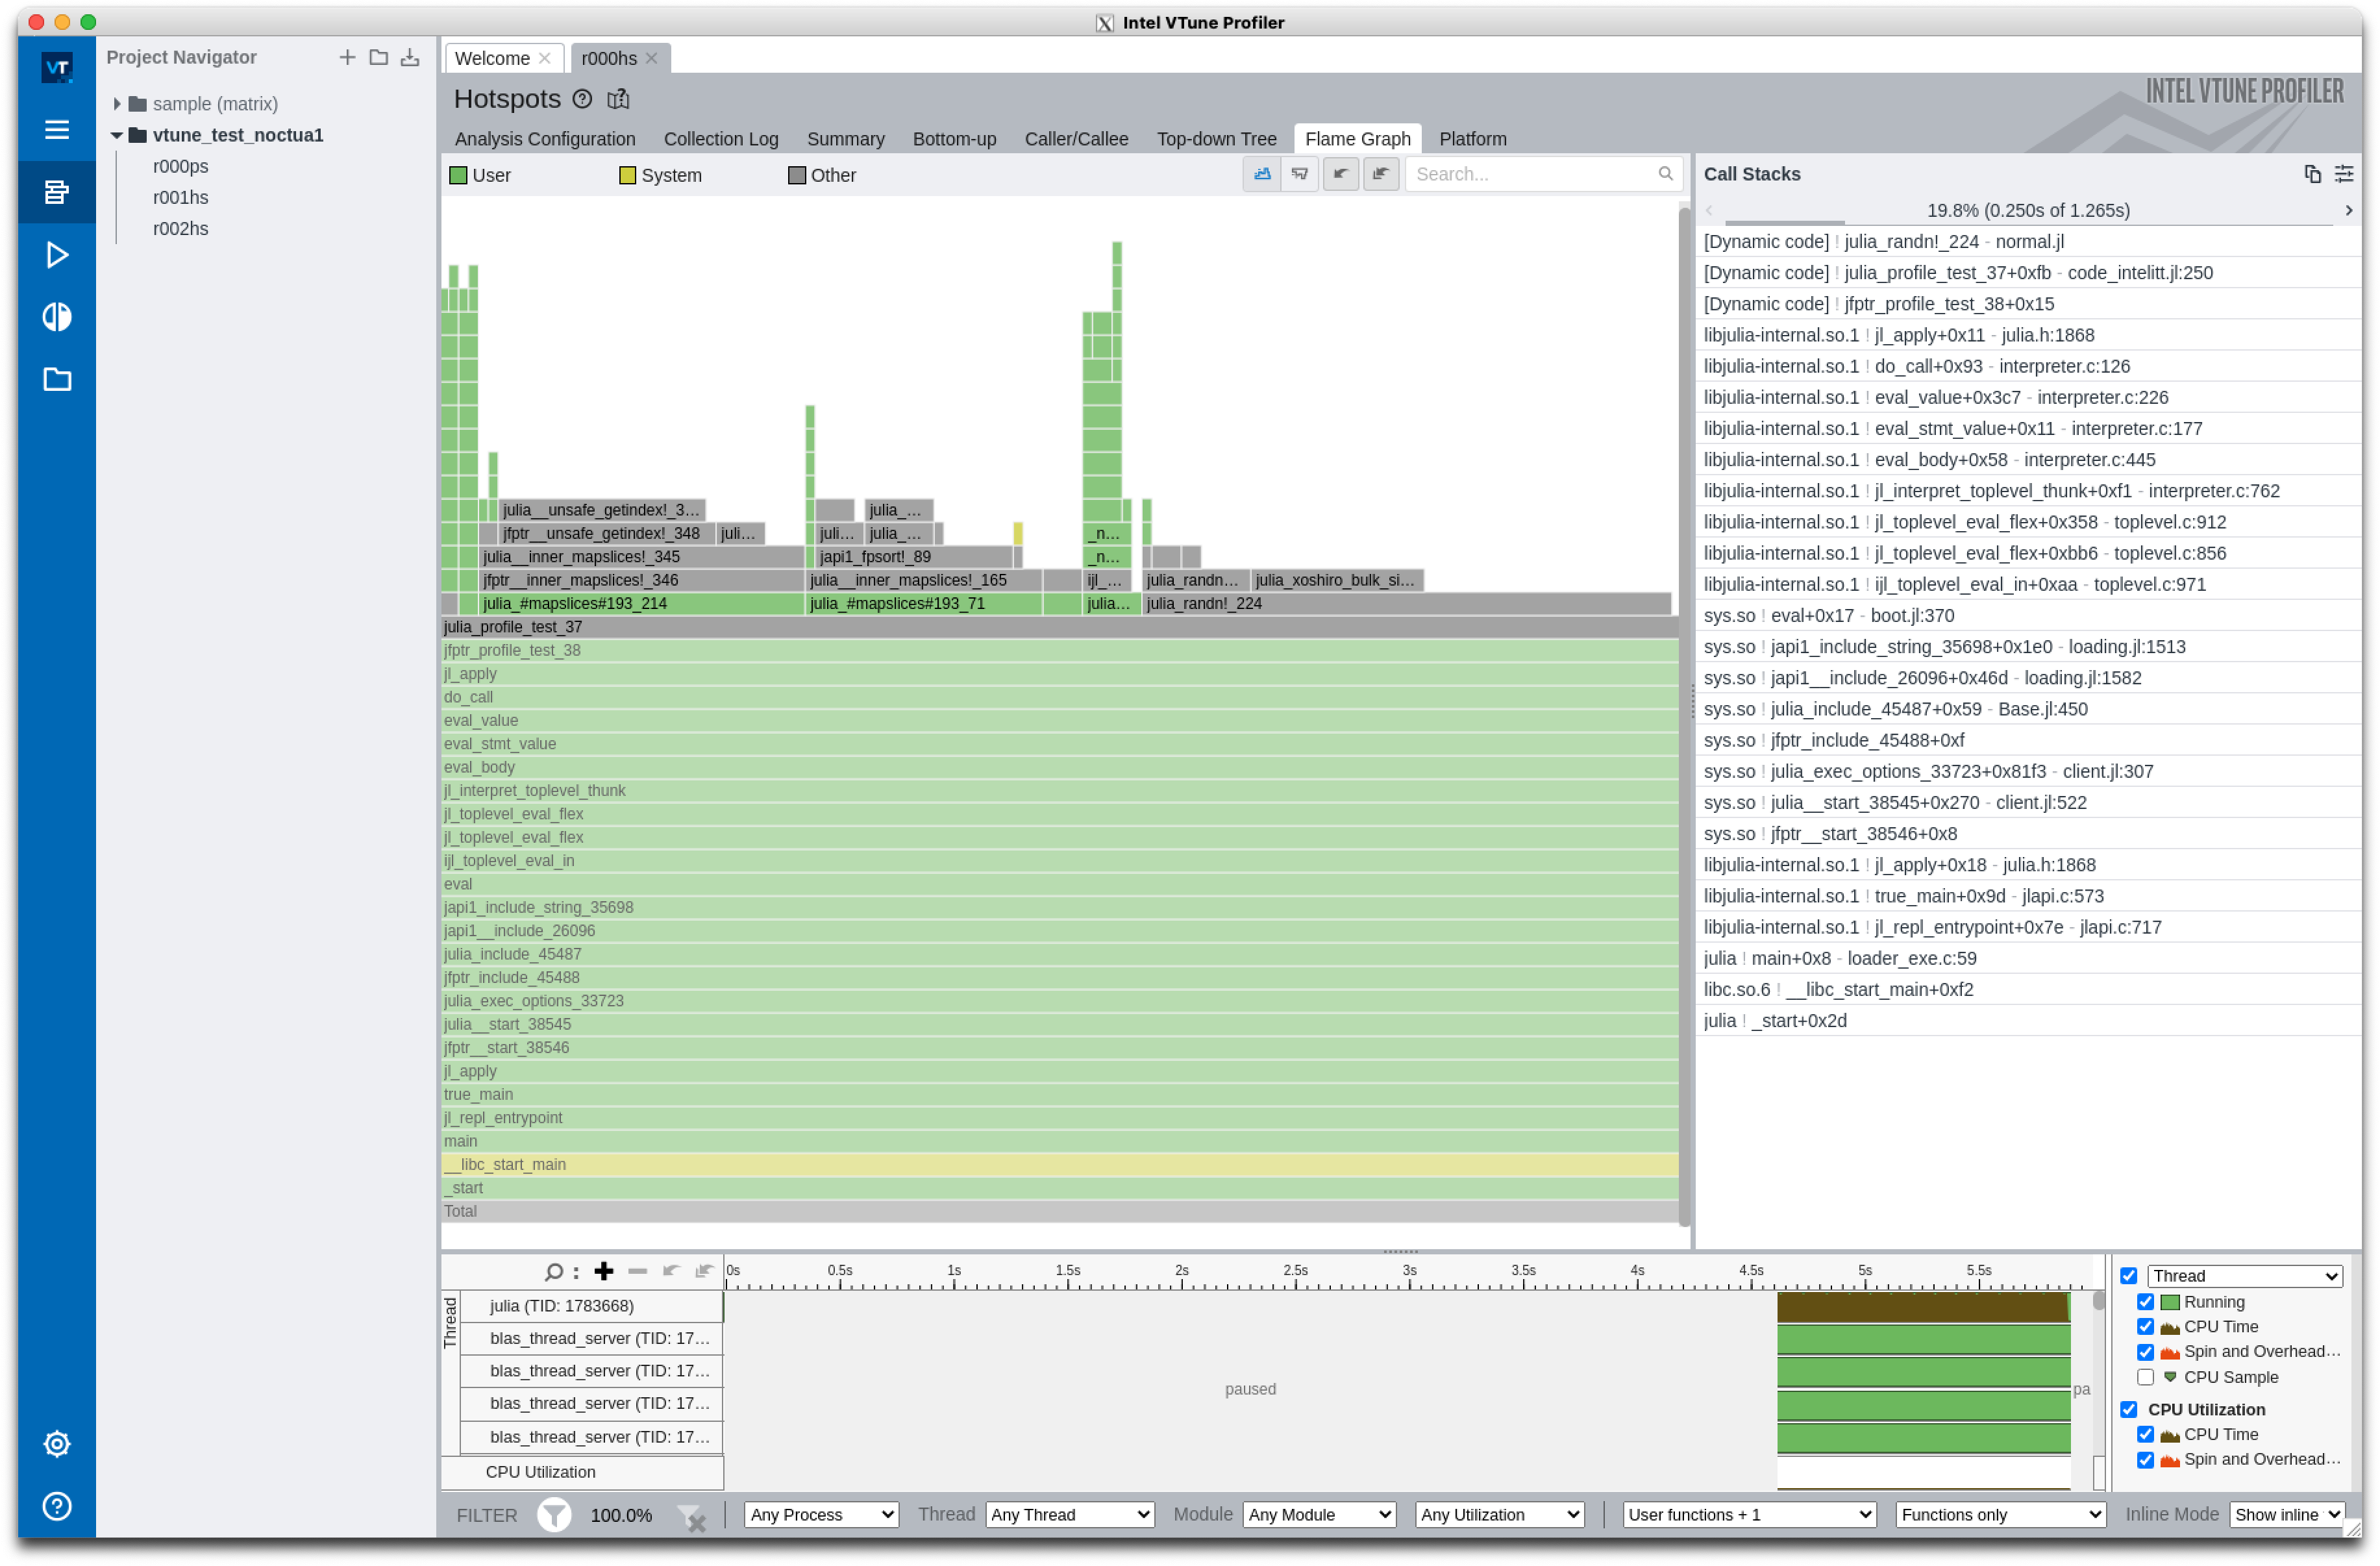 Intel VTune Profiler
VT
Project Navigator
sample (matrix)
vtune_test_noctua1
r000ps
r001hs
r002hs
Welcome
r000hs
Hotspots
INTEL VTUNE PROFILER
Analysis Configuration Collection Log Summary Bottom-up Caller/Callee Top-down Tree Flame Graph Platform
User System Other
Search...
julia__unsafe_getindex!_3... julia_...
jfptr__unsafe_getindex!_348 juli... juli... julia_... _n...
julia__inner_mapslices!_345 japi1_fpsort!_89 _n...
jfptr__inner_mapslices!_346 julia__inner_mapslices!_165 ijl_... julia_randn... julia_xoshiro_bulk_si...
julia_#mapslices#193_214 julia_#mapslices#193_71 julia... julia_randn!_224
julia_profile_test_37
jfptr_profile_test_38
jl_apply
do_call
eval_value
eval_stmt_value
eval_body
jl_interpret_toplevel_thunk
jl_toplevel_eval_flex
jl_toplevel_eval_flex
ijl_toplevel_eval_in
eval
japi1_include_string_35698
japi1__include_26096
julia_include_45487
jfptr_include_45488
julia_exec_options_33723
julia__start_38545
jfptr__start_38546
jl_apply
true_main
jl_repl_entrypoint
main
__libc_start_main
_start
Total
Call Stacks
19.8% (0.250s of 1.265s)
[Dynamic code] ! julia_randn!_224 - normal.jl
[Dynamic code] ! julia_profile_test_37+0xfb - code_intelitt.jl:250
[Dynamic code] ! jfptr_profile_test_38+0x15
libjulia-internal.so.1 ! jl_apply+0x11 - julia.h:1868
libjulia-internal.so.1 ! do_call+0x93 - interpreter.c:126
libjulia-internal.so.1 ! eval_value+0x3c7 - interpreter.c:226
libjulia-internal.so.1 ! eval_stmt_value+0x11 - interpreter.c:177
libjulia-internal.so.1 ! eval_body+0x58 - interpreter.c:445
libjulia-internal.so.1 ! jl_interpret_toplevel_thunk+0xf1 - interpreter.c:762
libjulia-internal.so.1 ! jl_toplevel_eval_flex+0x358 - toplevel.c:912
libjulia-internal.so.1 ! jl_toplevel_eval_flex+0xbb6 - toplevel.c:856
libjulia-internal.so.1 ! ijl_toplevel_eval_in+0xaa - toplevel.c:971
sys.so ! eval+0x17 - boot.jl:370
sys.so ! japi1_include_string_35698+0x1e0 - loading.jl:1513
sys.so ! japi1__include_26096+0x46d - loading.jl:1582
sys.so ! julia_include_45487+0x59 - Base.jl:450
sys.so ! jfptr_include_45488+0xf
sys.so ! julia_exec_options_33723+0x81f3 - client.jl:307
sys.so ! julia__start_38545+0x270 - client.jl:522
sys.so ! jfptr__start_38546+0x8
libjulia-internal.so.1 ! jl_apply+0x18 - julia.h:1868
libjulia-internal.so.1 ! true_main+0x9d - jlapi.c:573
libjulia-internal.so.1 ! jl_repl_entrypoint+0x7e - jlapi.c:717
julia ! main+0x8 - loader_exe.c:59
libc.so.6 ! __libc_start_main+0xf2
julia ! _start+0x2d
0s 0.5s 1s 1.5s 2s 2.5s 3s 3.5s 4s 4.5s 5s 5.5s
Thread
julia (TID: 1783668)
blas_thread_server (TID: 17...
blas_thread_server (TID: 17...
blas_thread_server (TID: 17...
blas_thread_server (TID: 17...
CPU Utilization
paused
pa
Thread
Running
CPU Time
Spin and Overhead...
CPU Sample
CPU Utilization
CPU Time
Spin and Overhead...
FILTER 100.0% Any Process Thread Any Thread Module Any Module Any Utilization User functions + 1 Functions only Inline Mode Show inline